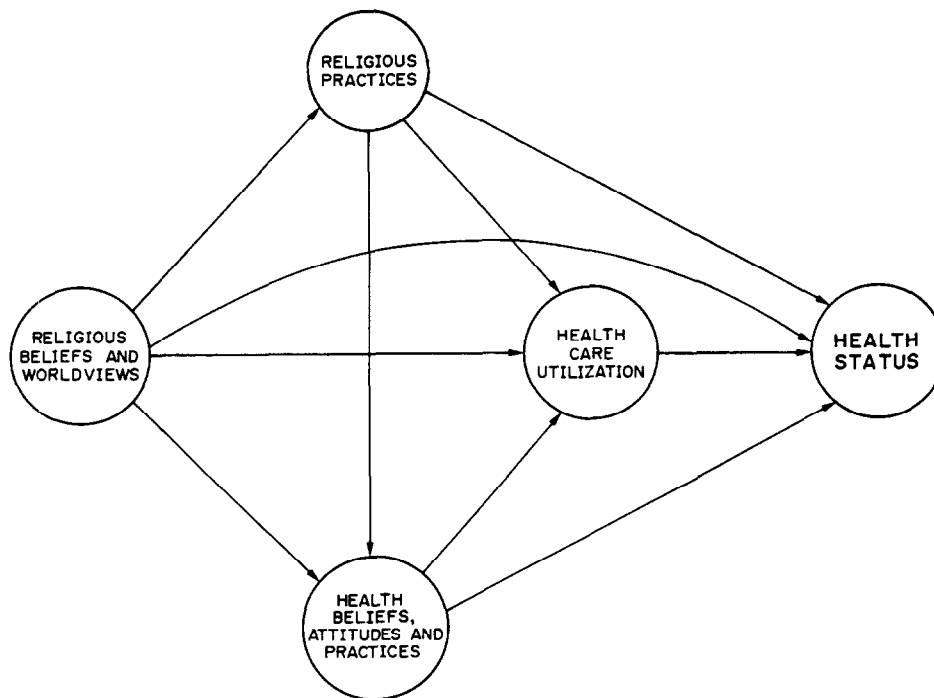 RELIGIOUS
PRACTICES
RELIGIOUS
BELIEFS AND
WORLDVIEWS
HEALTH
CARE
UTILIZATION
HEALTH
STATUS
HEALTH
BELIEFS,
ATTITUDES AND
PRACTICES